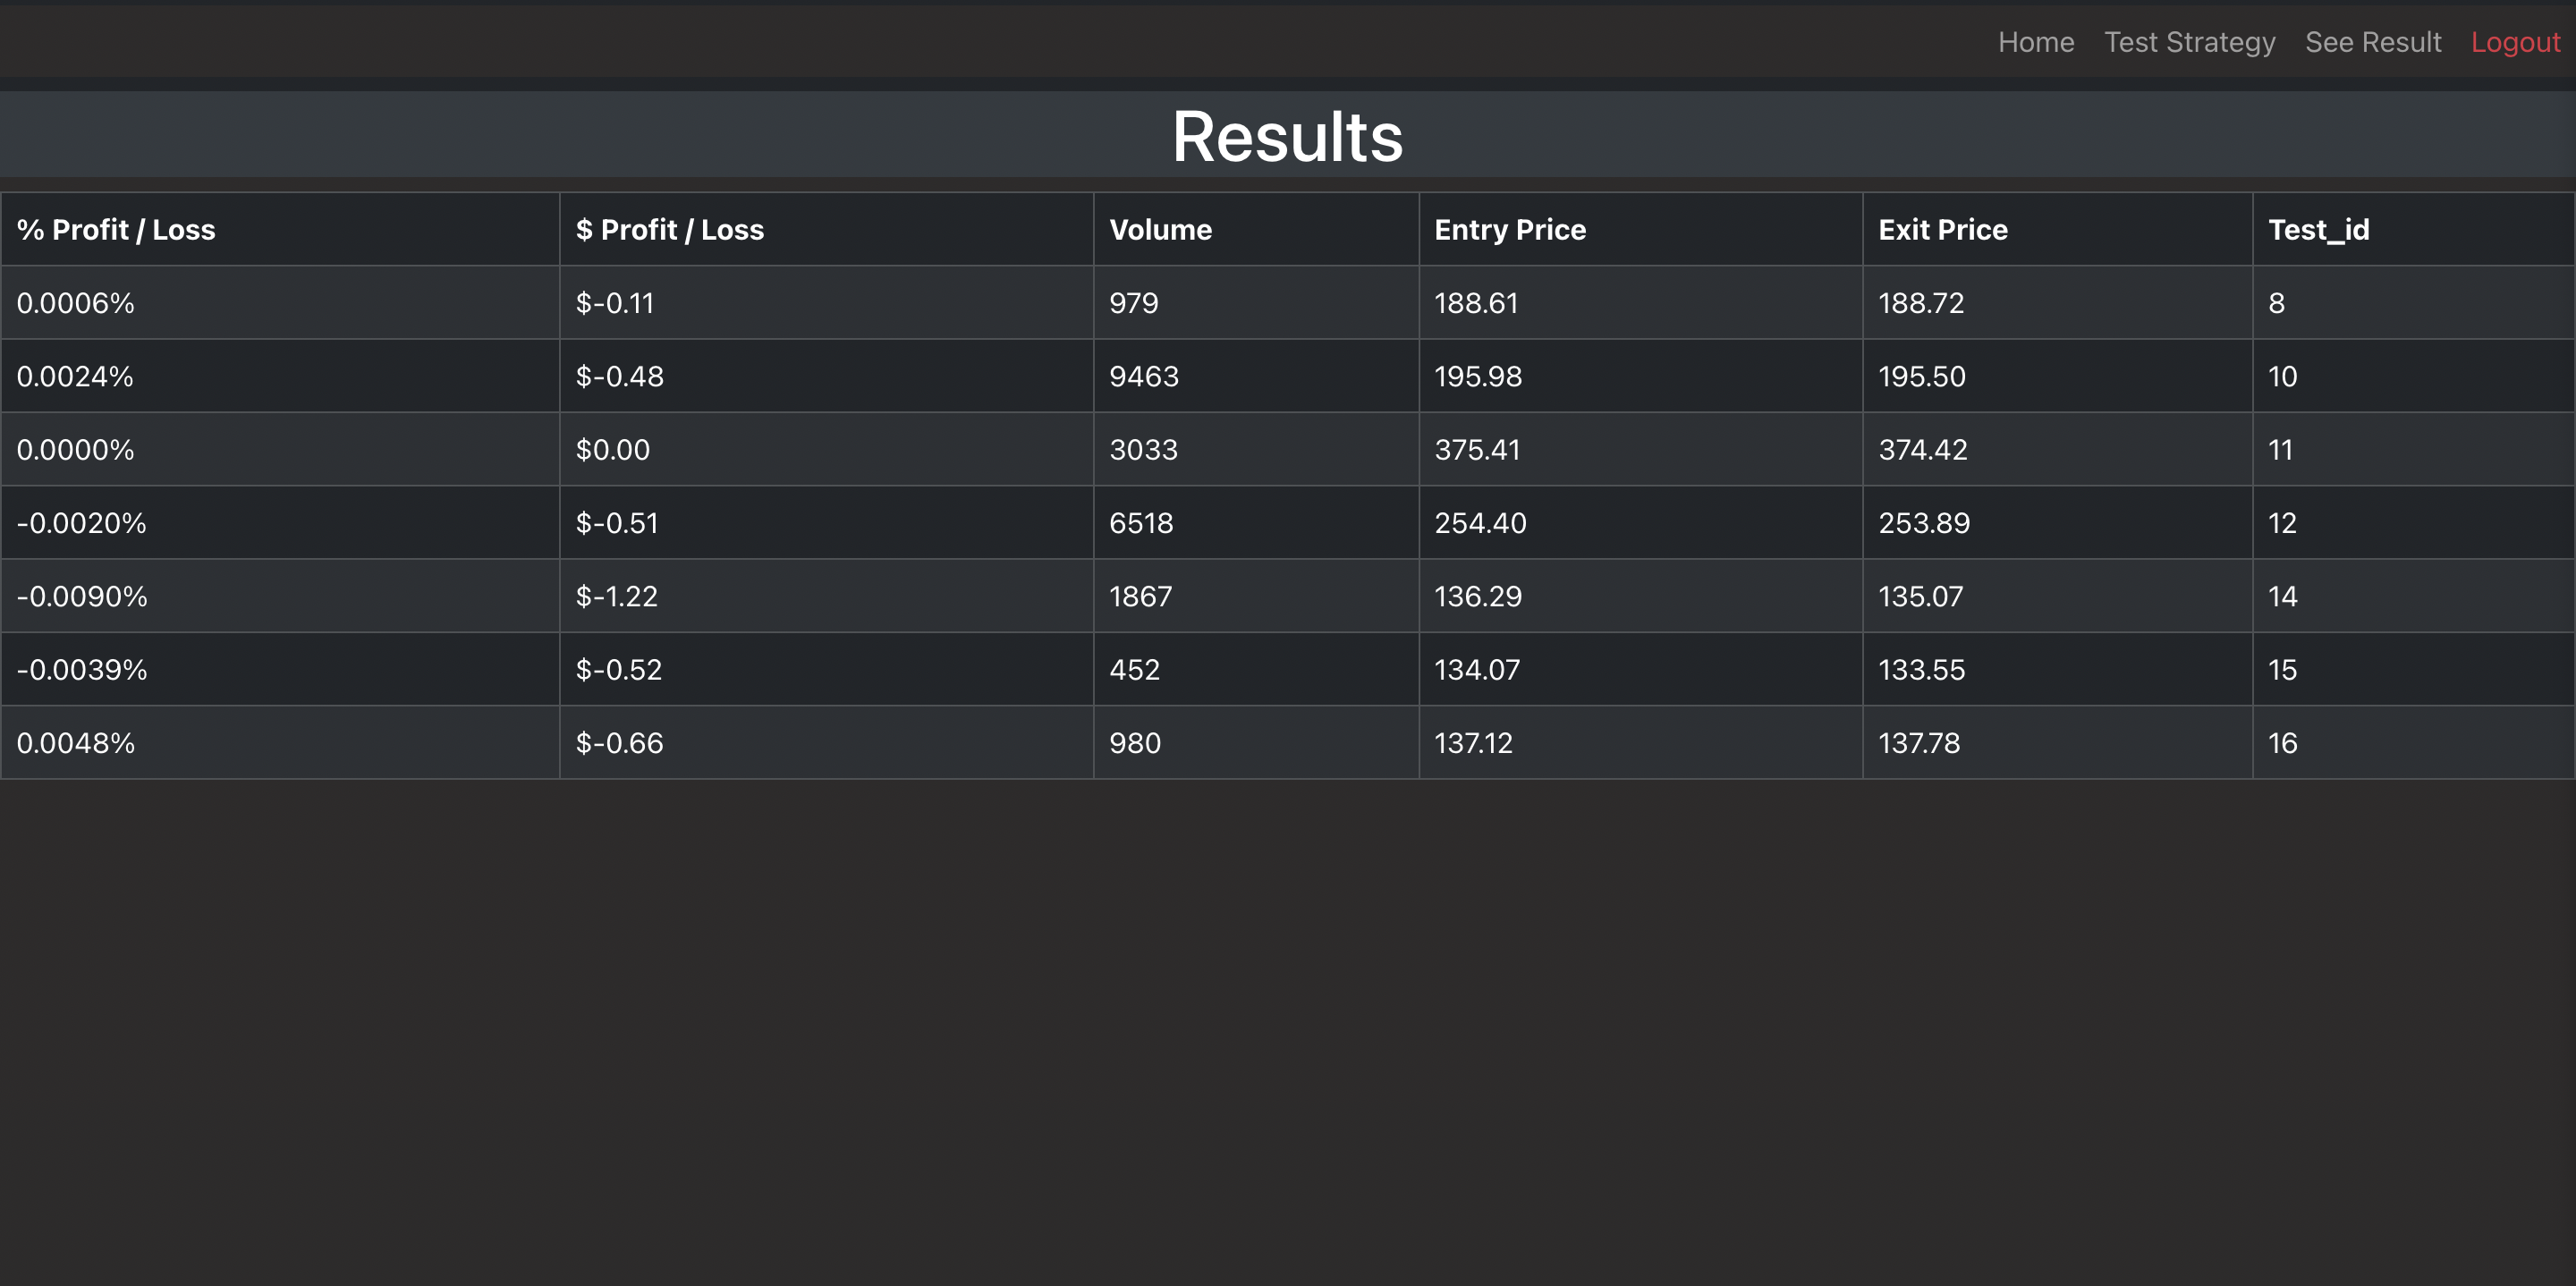 Home Test Strategy See Result Logout
Results
% Profit / Loss $ Profit / Loss Volume Entry Price Exit Price Test_id
0.0006% $-0.11 979 188.61 188.72 8
0.0024% $-0.48 9463 195.98 195.50 10
0.0000% $0.00 3033 375.41 374.42 11
-0.0020% $-0.51 6518 254.40 253.89 12
-0.0090% $-1.22 1867 136.29 135.07 14
-0.0039% $-0.52 452 134.07 133.55 15
0.0048% $-0.66 980 137.12 137.78 16